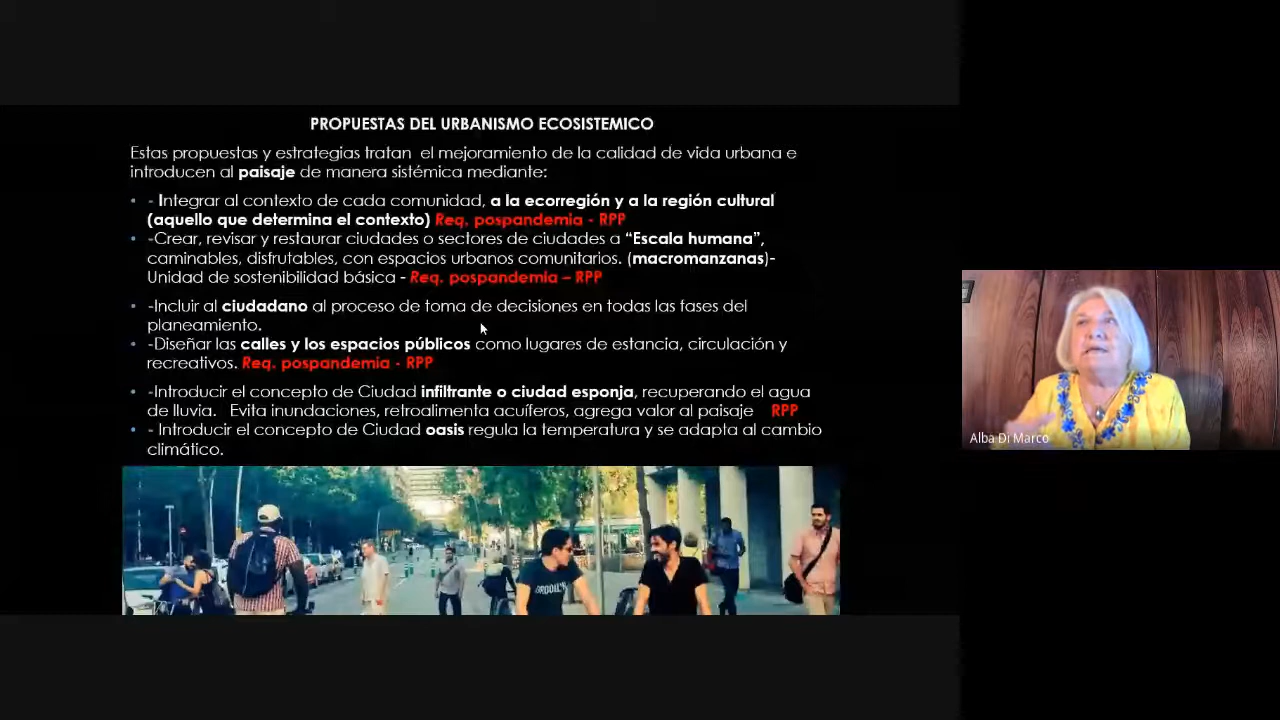 PROPUESTAS DEL URBANISMO ECOSISTEMICO
Estas propuestas y estrategias tratan el mejoramiento de la calidad de vida urbana e
introducen al paisaje de manera sistémica mediante:
• - Integrar al contexto de cada comunidad, a la ecorregión y a la región cultural
(aquello que determina el contexto) Req. pospandemia - RPP
• -Crear, revisar y restaurar ciudades o sectores de ciudades a “Escala humana”,
caminables, disfrutables, con espacios urbanos comunitarios. (macromanzanas)-
Unidad de sostenibilidad básica - Req. pospandemia – RPP
• -Incluir al ciudadano al proceso de toma de decisiones en todas las fases del
planeamiento.
• -Diseñar las calles y los espacios públicos como lugares de estancia, circulación y
recreativos. Req. pospandemia - RPP
• -Introducir el concepto de Ciudad infiltrante o ciudad esponja, recuperando el agua
de lluvia. Evita inundaciones, retroalimenta acuíferos, agrega valor al paisaje RPP
• - Introducir el concepto de Ciudad oasis regula la temperatura y se adapta al cambio
climático.
Alba Di Marco